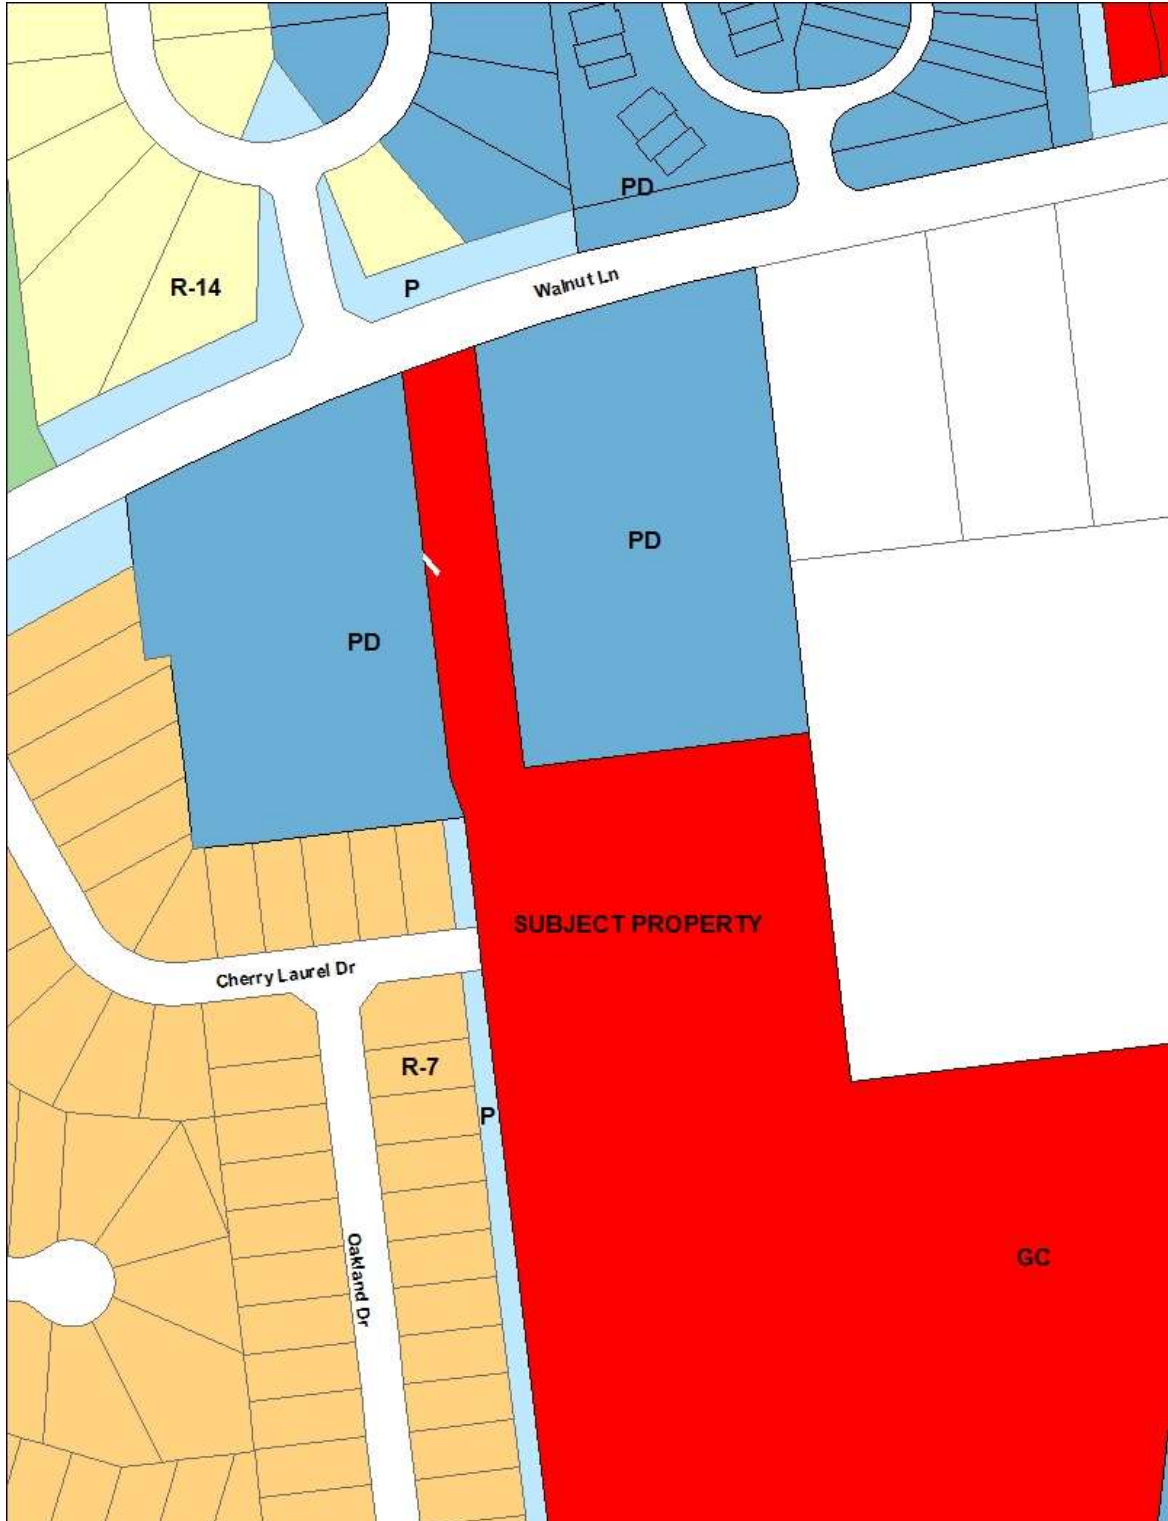 PD
R-14
P
Walnut Ln
PD
PD
SUBJECT PROPERTY
Cherry Laurel Dr
R-7
P
Oakland Dr
GC